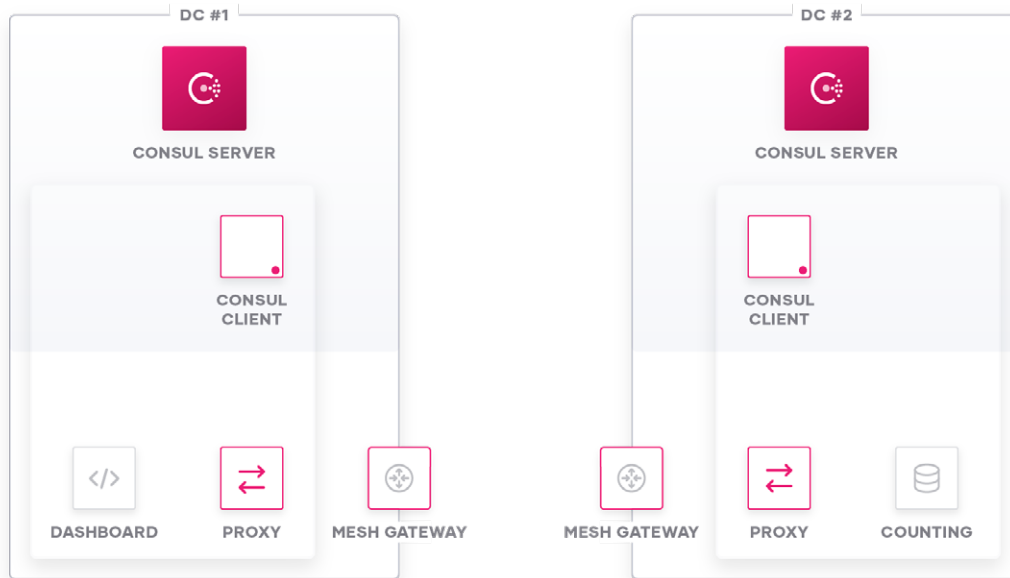 DC #1
DC #2
CONSUL SERVER
CONSUL SERVER
CONSUL
CLIENT
CONSUL
CLIENT
DASHBOARD
PROXY
MESH GATEWAY
MESH GATEWAY
PROXY
COUNTING